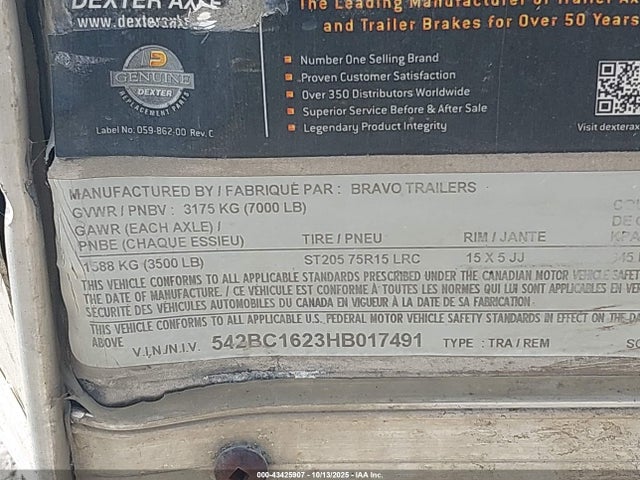 DEXTER AXLE
www.dexteraxle
The Leading Manufacturer of Trailer
and Trailer Brakes for Over 50 Years
GENUINE
DEXTER
REPLACEMENT PARTS
Number One Selling Brand
Proven Customer Satisfaction
Over 350 Distributors Worldwide
Superior Service Before & After Sale
Legendary Product Integrity
Label No: 059-862-00 Rev. C
Visit dexterax
MANUFACTURED BY / FABRIQUÉ PAR : BRAVO TRAILERS
GVWR / PNBV : 3175 KG (7000 LB)
GAWR (EACH AXLE) /
PNBE (CHAQUE ESSIEU) TIRE / PNEU RIM / JANTE KPA
1588 KG (3500 LB) ST205 75R15 LRC 15 X 5 JJ 345
THIS VEHICLE CONFORMS TO ALL APPLICABLE STANDARDS PRESCRIBED UNDER THE CANADIAN MOTOR VEHICLE SAFETY
THE DATE OF MANUFACTURE. / CE VÉHICULE EST CONFORME À TOUTES LES NORMES QUI LUI SONT APPLICABLES EN VER
SÉCURITÉ DES VÉHICULES AUTOMOBILES DU CANADA EN VIGUEUR À LA DATE DE SA FABRICATION.
THIS VEHICLE CONFORMS TO ALL APPLICABLE U.S. FEDERAL MOTOR VEHICLE SAFETY STANDARDS IN EFFECT ON THE DA
ABOVE
V.I.N./N.I.V. 542BC1623HB017491 TYPE : TRA / REM
000-43425907 - 10/13/2025 - IAA Inc.